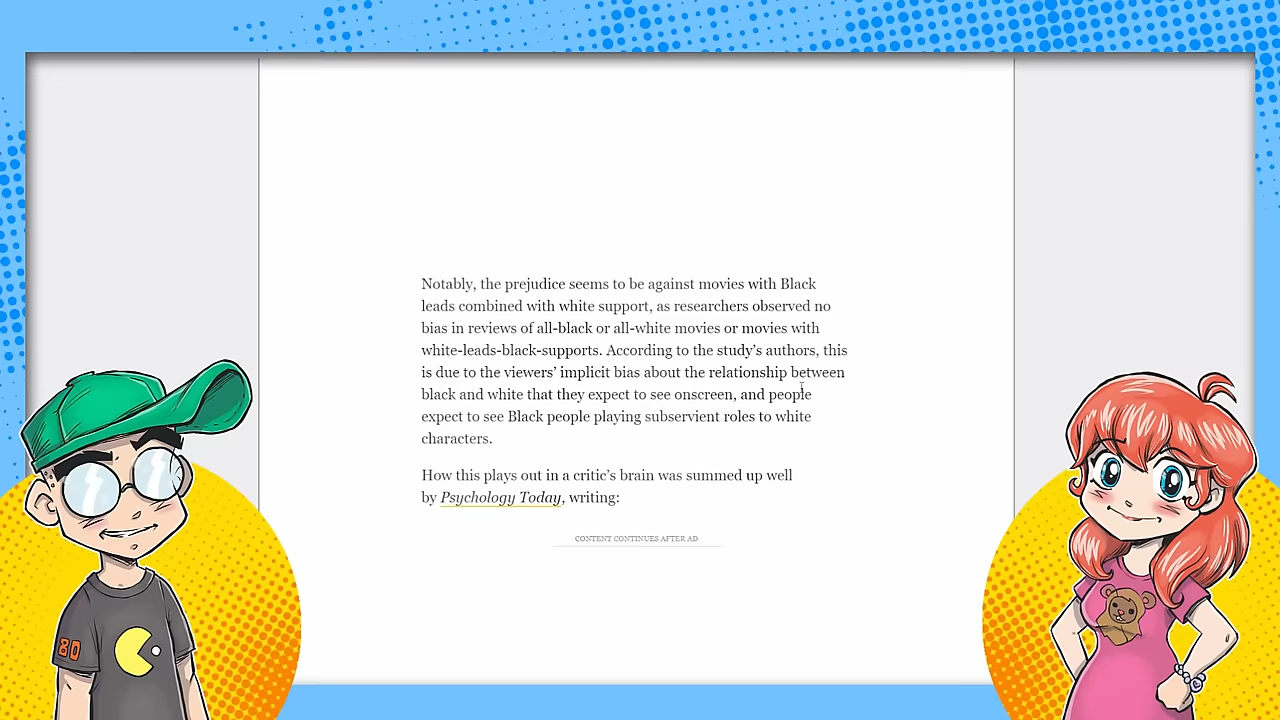 Notably, the prejudice seems to be against movies with Black
leads combined with white support, as researchers observed no
bias in reviews of all-black or all-white movies or movies with
white-leads-black-supports. According to the study's authors, this
is due to the viewers' implicit bias about the relationship between
black and white that they expect to see onscreen, and people
expect to see Black people playing subservient roles to white
characters.
How this plays out in a critic's brain was summed up well
by Psychology Today, writing:
CONTENT CONTINUES AFTER AD
80